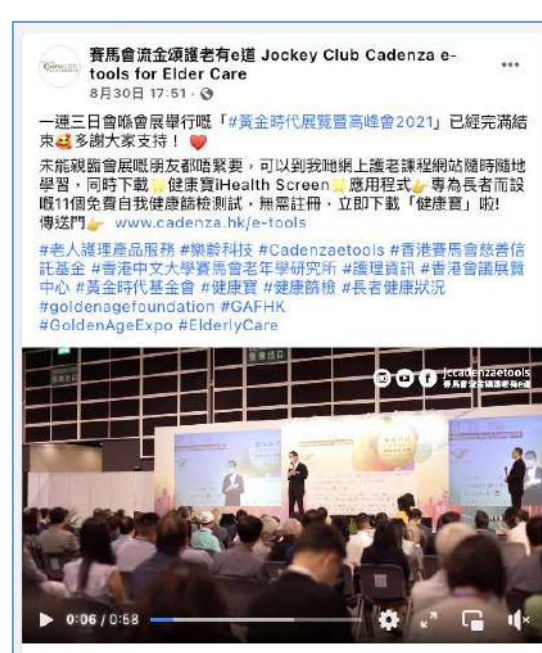 賽馬會流金頌護老有e道 Jockey Club Cadenza e-
tools for Elder Care
8月30日 17:51 ·
一連三日會喺會展舉行嘅「#黃金時代展覽暨高峰會2021」已經完滿結
束🥰多謝大家支持！ ❤️
未能親臨會展嘅朋友都唔緊要，可以到我哋網上護老課程網站隨時隨地
學習，同時下載🌟健康寶iHealth Screen🌟應用程式👉專為長者而設
嘅11個免費自我健康篩檢測試，無需註冊，立即下載「健康寶」啦!
傳送門👉 www.cadenza.hk/e-tools
#老人護理產品服務 #樂齡科技 #Cadenzaetools #香港賽馬會慈善信
託基金 #香港中文大學賽馬會老年學研究所 #護理資訊 #香港會議展覽
中心 #黃金時代基金會 #健康寶 #健康篩檢 #長者健康狀況
#goldenagefoundation #GAFHK
#GoldenAgeExpo #ElderlyCare
jccadenzaetools
賽馬會流金頌護老有e道
0:06 / 0:58